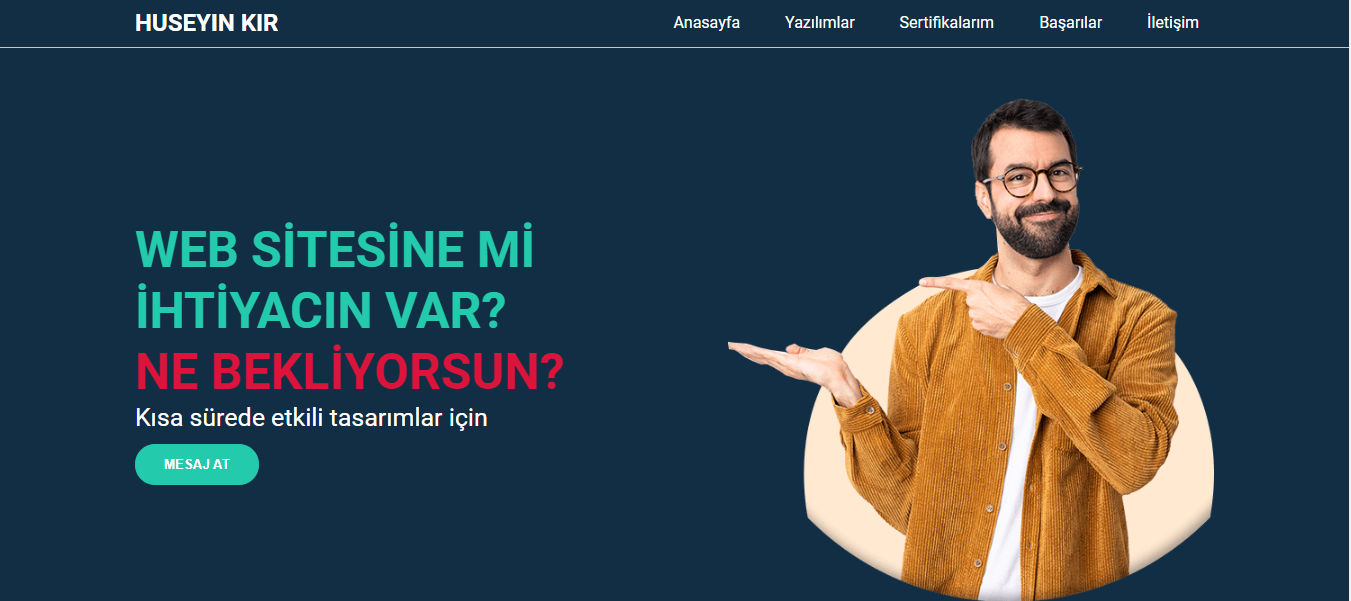 HUSEYIN KIR
Anasayfa Yazılımlar Sertifikalarım Başarılar İletişim
WEB SİTESİNE Mİ
İHTİYACIN VAR?
NE BEKLİYORSUN?
Kısa sürede etkili tasarımlar için
MESAJ AT